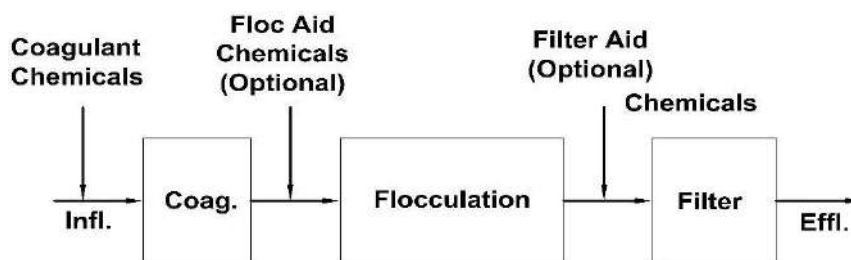 Coagulant
Chemicals
Floc Aid
Chemicals
(Optional)
Filter Aid
(Optional)
Chemicals
Infl.
Coag.
Flocculation
Filter
Effl.